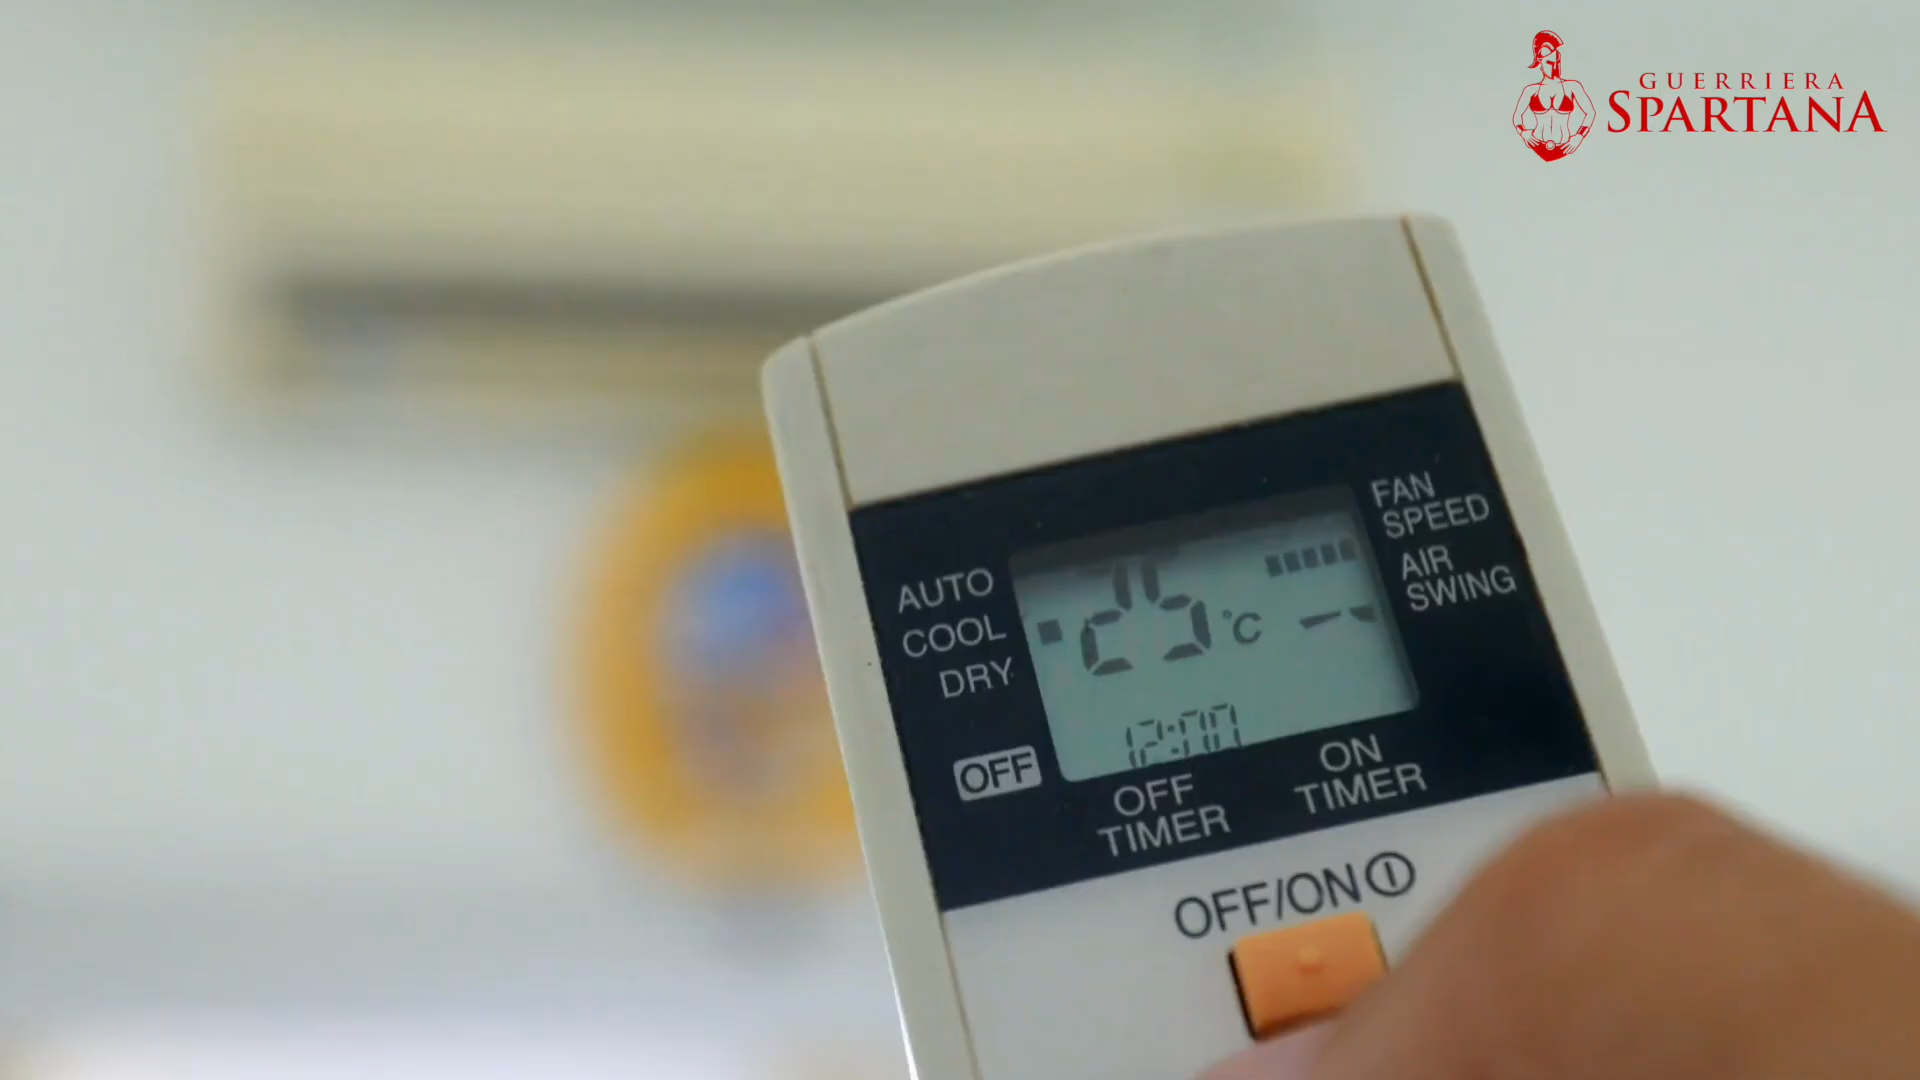 GUERRIERA
SPARTANA
FAN
SPEED
AIR
SWING
AUTO
COOL
DRY
25 °C
12:00
OFF
OFF
TIMER
ON
TIMER
OFF/ON